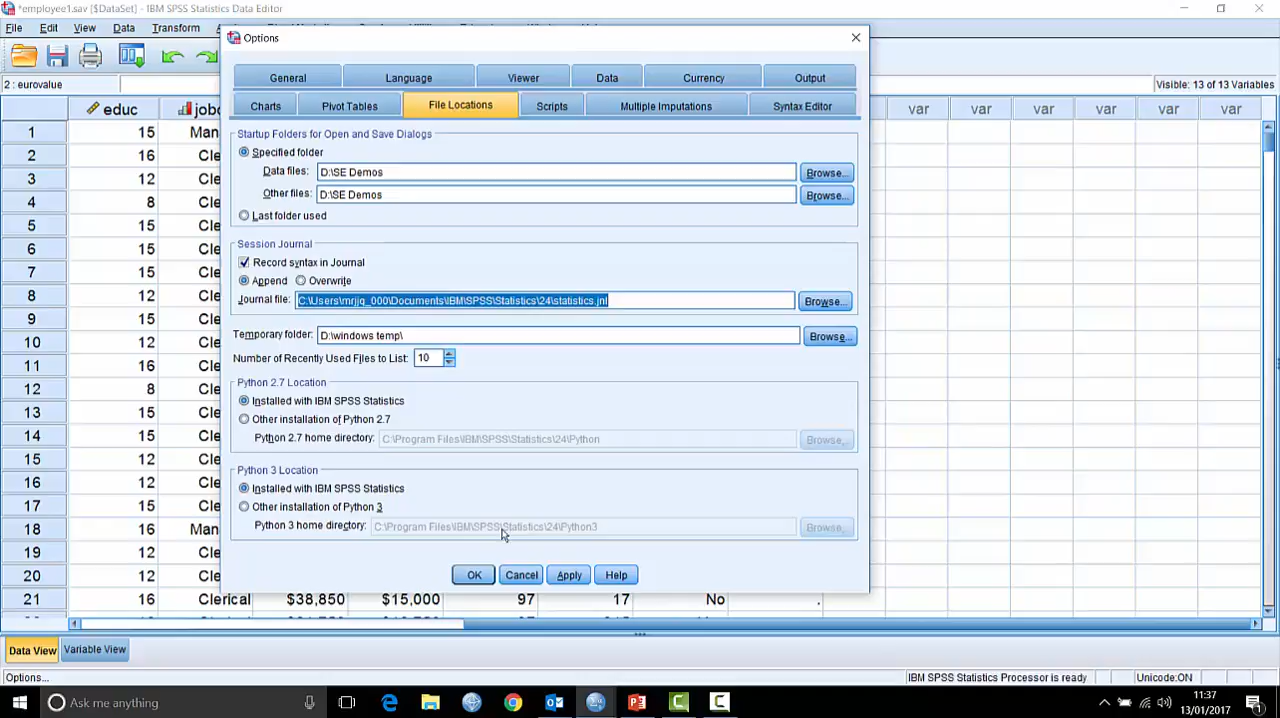 *employee1.sav [$DataSet] - IBM SPSS Statistics Data Editor
File Edit View Data Transform
2 : eurovalue
Visible: 13 of 13 Variables
Options
General Language Viewer Data Currency Output
Charts Pivot Tables File Locations Scripts Multiple Imputations Syntax Editor
Startup Folders for Open and Save Dialogs
Specified folder
Data files: D:\SE Demos Browse...
Other files: D:\SE Demos Browse...
Last folder used
Session Journal
Record syntax in Journal
Append Overwrite
Journal file: C:\Users\mrjjq_000\Documents\IBM\SPSS\Statistics\24\statistics.jnl Browse...
Temporary folder: D:\windows temp\ Browse...
Number of Recently Used Files to List: 10
Python 2.7 Location
Installed with IBM SPSS Statistics
Other installation of Python 2.7
Python 2.7 home directory: C:\Program Files\IBM\SPSS\Statistics\24\Python Browse...
Python 3 Location
Installed with IBM SPSS Statistics
Other installation of Python 3
Python 3 home directory: C:\Program Files\IBM\SPSS\Statistics\24\Python3 Browse...
OK Cancel Apply Help
educ jobc var var var var var
1 15 Man
2 16 Cle
3 12 Cle
4 8 Cle
5 15 Cle
6 15 Cle
7 15 Cle
8 12 Cle
9 15 Cle
10 12 Cle
11 16 Cle
12 8 Cle
13 15 Cle
14 15 Cle
15 12 Cle
16 12 Cle
17 15 Cle
18 16 Man
19 12 Cle
20 12 Cle
21 16 Clerical $38,850 $15,000 97 17 No .
Data View Variable View
Options... IBM SPSS Statistics Processor is ready Unicode:ON
Ask me anything
11:37
13/01/2017